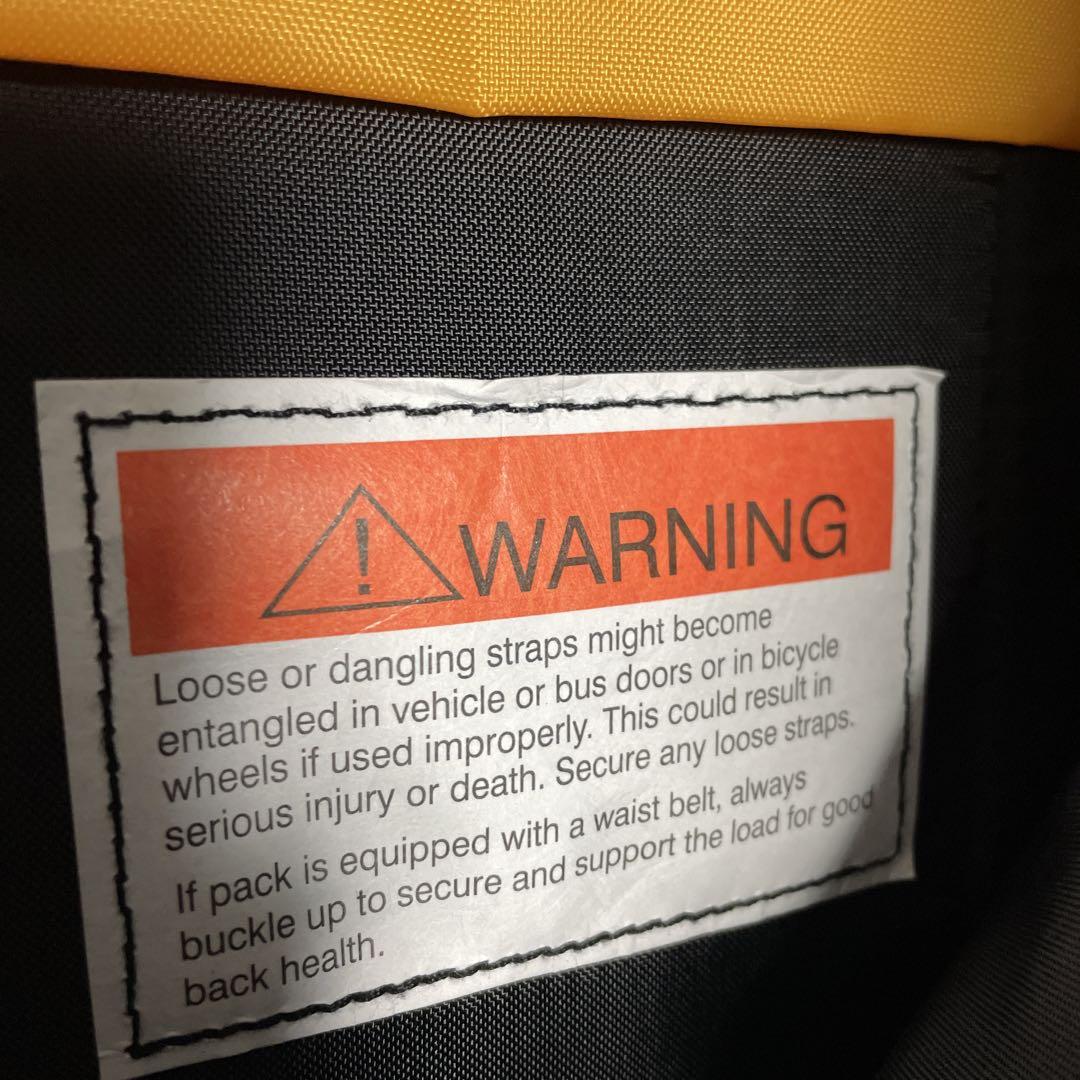 WARNING
Loose or dangling straps might become
entangled in vehicle or bus doors or in bicycle
wheels if used improperly. This could result in
serious injury or death. Secure any loose straps.
If pack is equipped with a waist belt, always
buckle up to secure and support the load for good
back health.